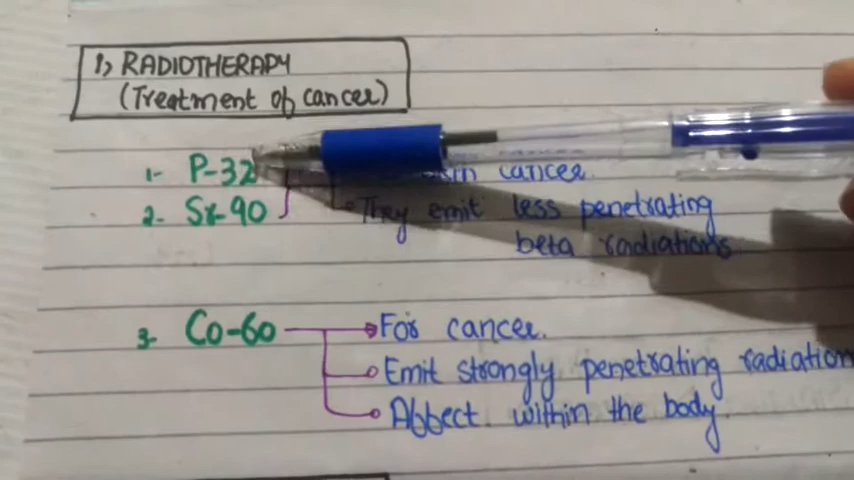 1) RADIOTHERAPY
(Treatment of cancer)
1- P-32
cancer.
2- Sr-90
They emit less penetrating
beta radiations
3- Co-60
For cancer.
Emit strongly penetrating radiation
Affect within the body.